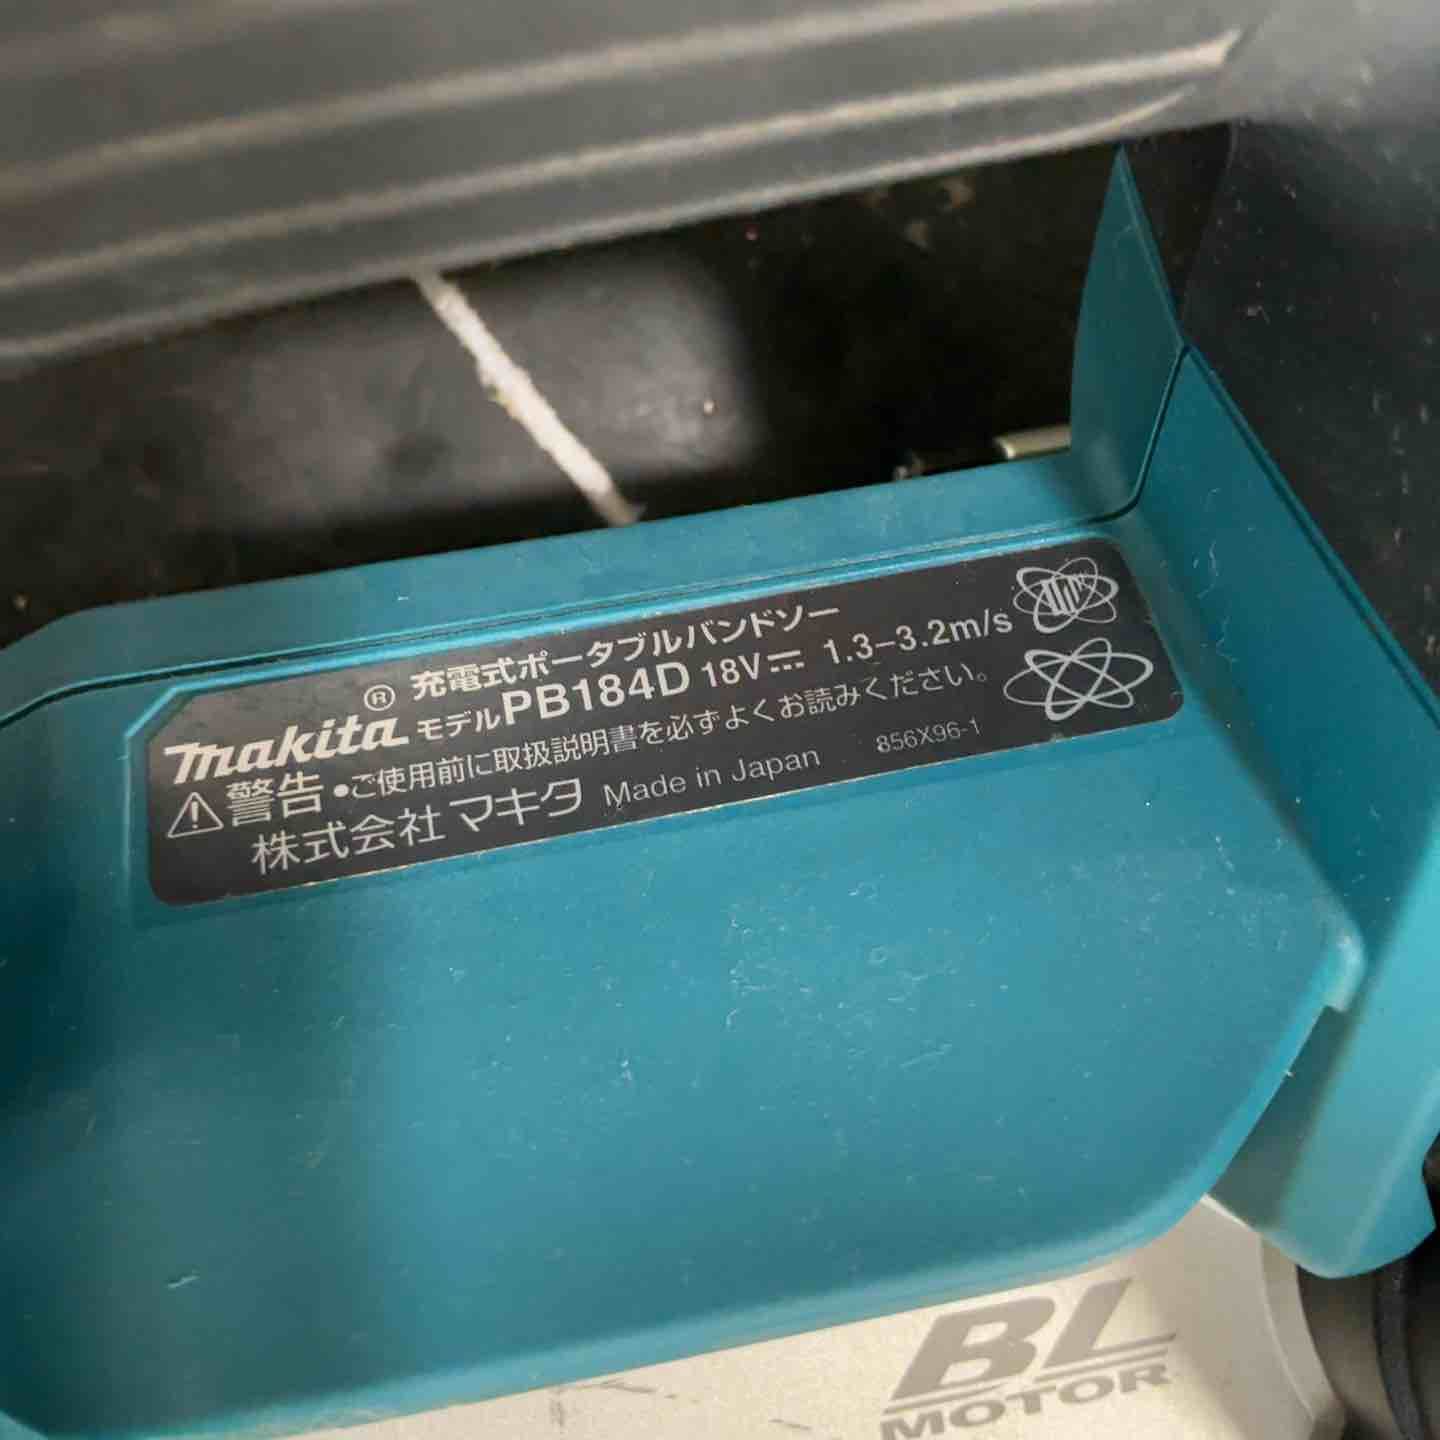 makita®
充電式ポータブルバンドソー
モデルPB184D 18V⎓ 1.3-3.2m/s
⚠警告 •ご使用前に取扱説明書を必ずよくお読みください。
株式会社 マキタ Made in Japan 856X96-1
BL
MOTOR